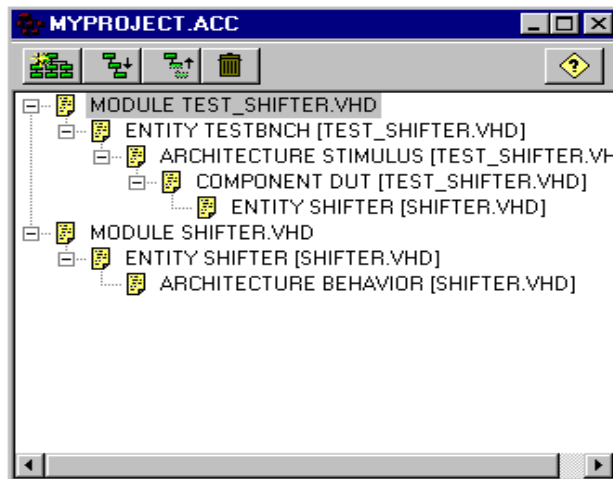 MYPROJECT.ACC
MODULE TEST_SHIFTER.VHD
ENTITY TESTBNCH [TEST_SHIFTER.VHD]
ARCHITECTURE STIMULUS [TEST_SHIFTER.VH
COMPONENT DUT [TEST_SHIFTER.VHD]
ENTITY SHIFTER [SHIFTER.VHD]
MODULE SHIFTER.VHD
ENTITY SHIFTER [SHIFTER.VHD]
ARCHITECTURE BEHAVIOR [SHIFTER.VHD]